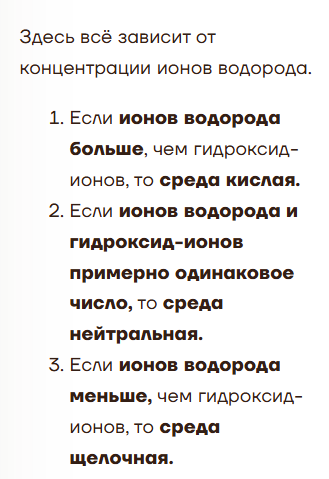 Здесь всё зависит от
концентрации ионов водорода.
1. Если ионов водорода
больше, чем гидроксид-
ионов, то среда кислая.
2. Если ионов водорода и
гидроксид-ионов
примерно одинаковое
число, то среда
нейтральная.
3. Если ионов водорода
меньше, чем гидроксид-
ионов, то среда
щелочная.